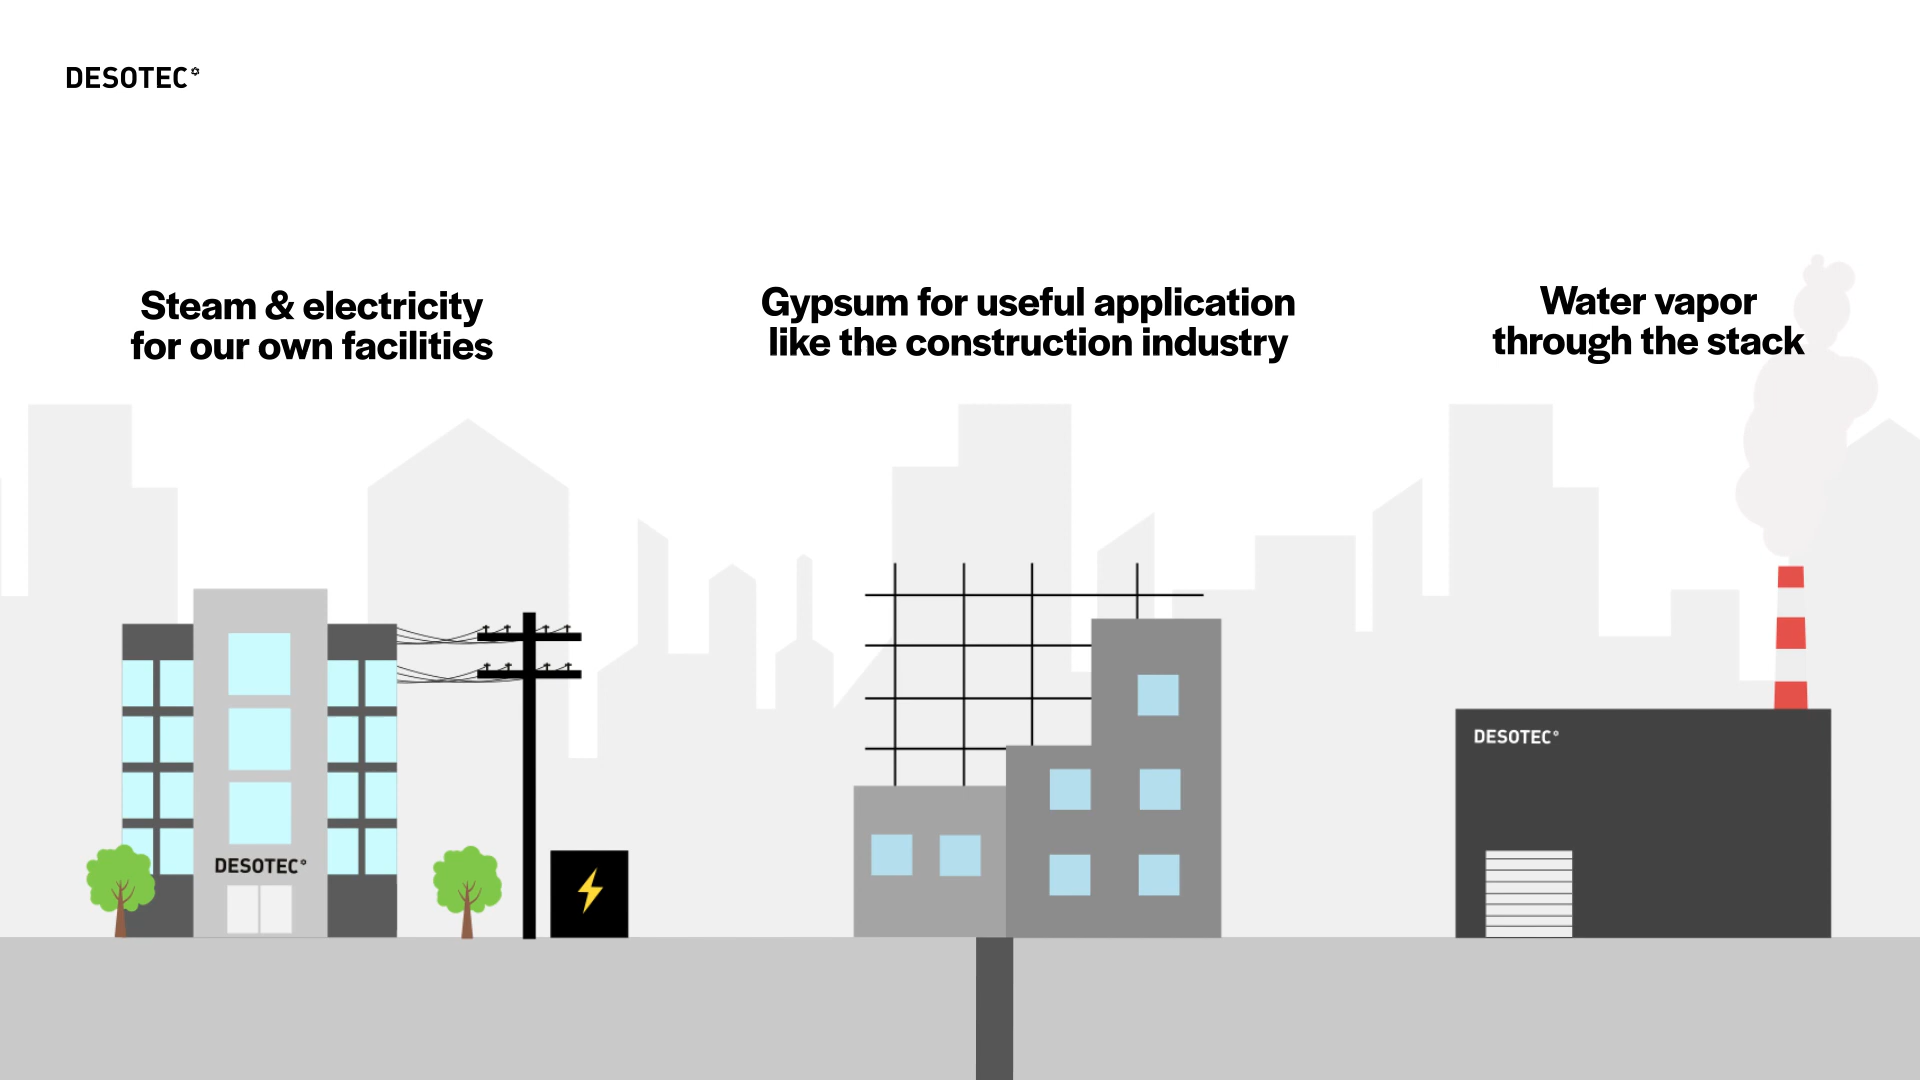 DESOTEC°
Steam & electricity
for our own facilities
Gypsum for useful application
like the construction industry
Water vapor
through the stack
DESOTEC°
DESOTEC°